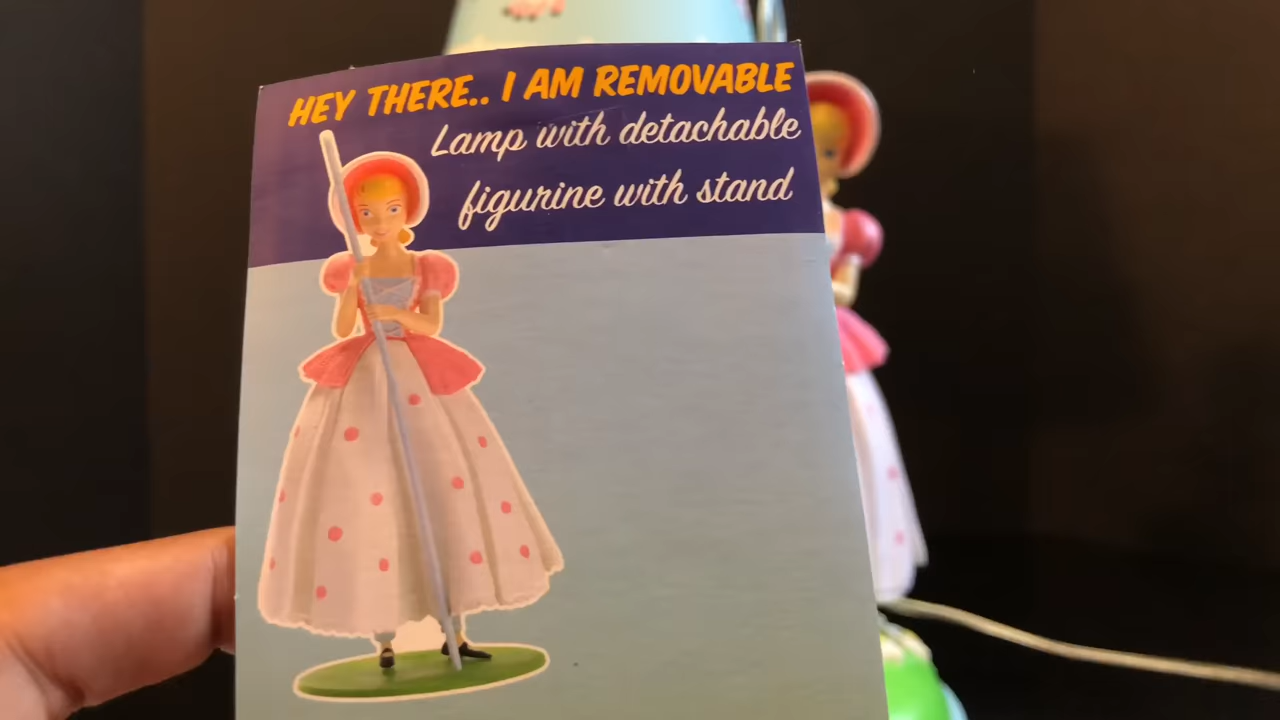 HEY THERE.. I AM REMOVABLE
Lamp with detachable
figurine with stand